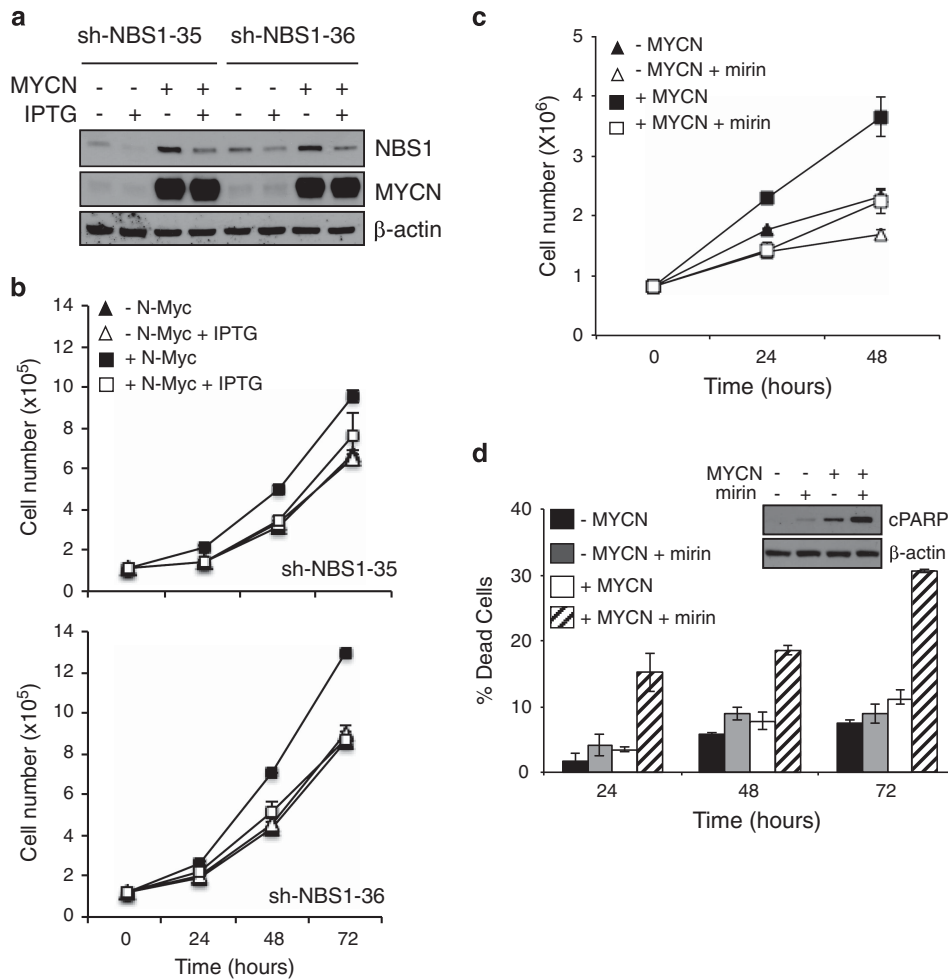 a
sh-NBS1-35 sh-NBS1-36
MYCN - - + + - - + +
IPTG - + - + - + - +
NBS1
MYCN
β-actin
b
14
12
10
8
6
4
2
0
Cell number (x10⁵)
- N-Myc
- N-Myc + IPTG
+ N-Myc
+ N-Myc + IPTG
sh-NBS1-35
14
12
10
8
6
4
2
0
Cell number (x10⁵)
sh-NBS1-36
0 24 48 72
Time (hours)
c
5
4
3
2
1
0
Cell number (X10⁶)
- MYCN
- MYCN + mirin
+ MYCN
+ MYCN + mirin
0 24 48
Time (hours)
d
MYCN - - + +
mirin - + - +
cPARP
β-actin
40
30
20
10
0
% Dead Cells
- MYCN
- MYCN + mirin
+ MYCN
+ MYCN + mirin
24 48 72
Time (hours)